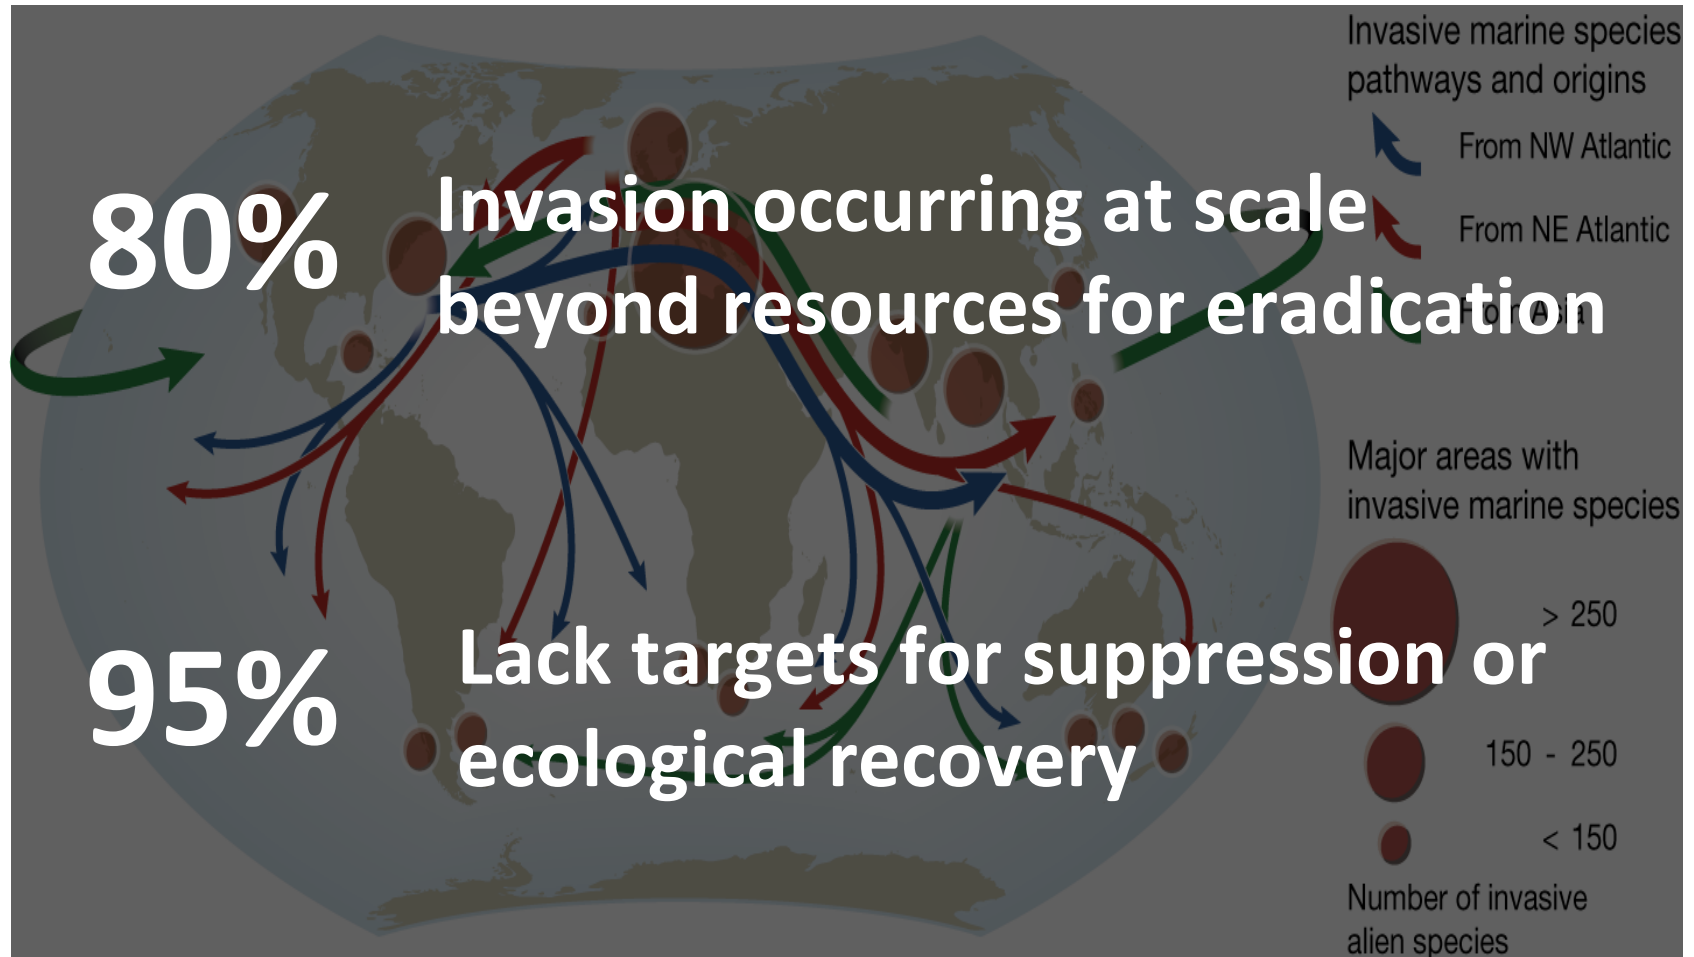 80%
Invasion occurring at scale
beyond resources for eradication
95%
Lack targets for suppression or
ecological recovery
Invasive marine species
pathways and origins
From NW Atlantic
From NE Atlantic
From Asia
Major areas with
invasive marine species
> 250
150 - 250
< 150
Number of invasive
alien species